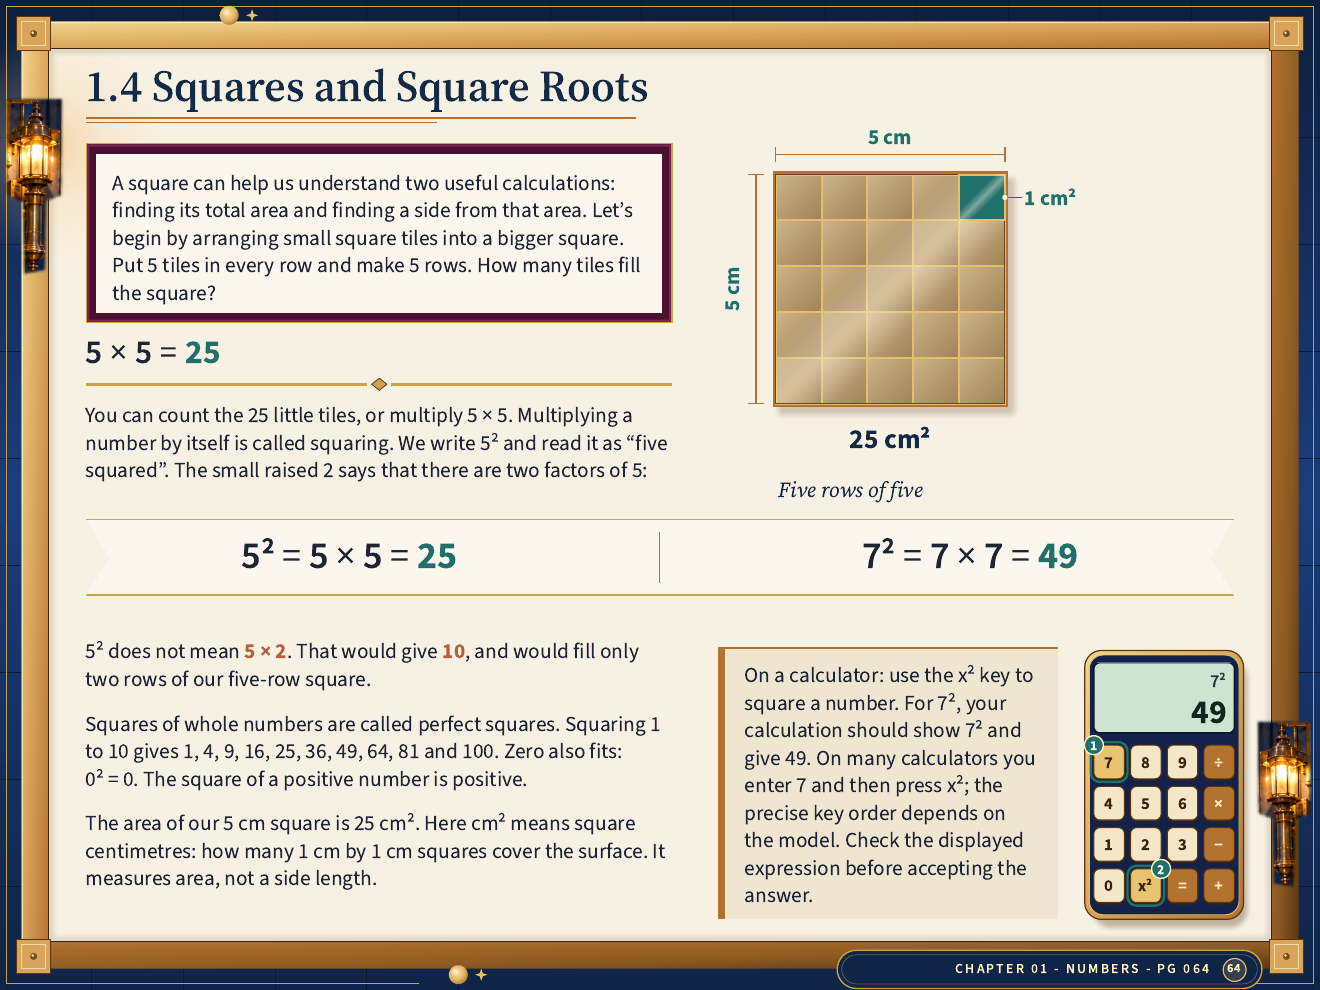 1.4 Squares and Square Roots
A square can help us understand two useful calculations:
finding its total area and finding a side from that area. Let’s
begin by arranging small square tiles into a bigger square.
Put 5 tiles in every row and make 5 rows. How many tiles fill
the square?
5 × 5 = 25
You can count the 25 little tiles, or multiply 5 × 5. Multiplying a
number by itself is called squaring. We write 5² and read it as “five
squared”. The small raised 2 says that there are two factors of 5:
5 cm
1 cm²
5 cm
25 cm²
Five rows of five
5² = 5 × 5 = 25
7² = 7 × 7 = 49
5² does not mean 5 × 2. That would give 10, and would fill only
two rows of our five-row square.
Squares of whole numbers are called perfect squares. Squaring 1
to 10 gives 1, 4, 9, 16, 25, 36, 49, 64, 81 and 100. Zero also fits:
0² = 0. The square of a positive number is positive.
The area of our 5 cm square is 25 cm². Here cm² means square
centimetres: how many 1 cm by 1 cm squares cover the surface. It
measures area, not a side length.
On a calculator: use the x² key to
square a number. For 7², your
calculation should show 7² and
give 49. On many calculators you
enter 7 and then press x²; the
precise key order depends on
the model. Check the displayed
expression before accepting the
answer.
7²
49
1
7 8 9 ÷
4 5 6 ×
1 2 3 −
2
0 x² = +
CHAPTER 01 - NUMBERS - PG 064 64